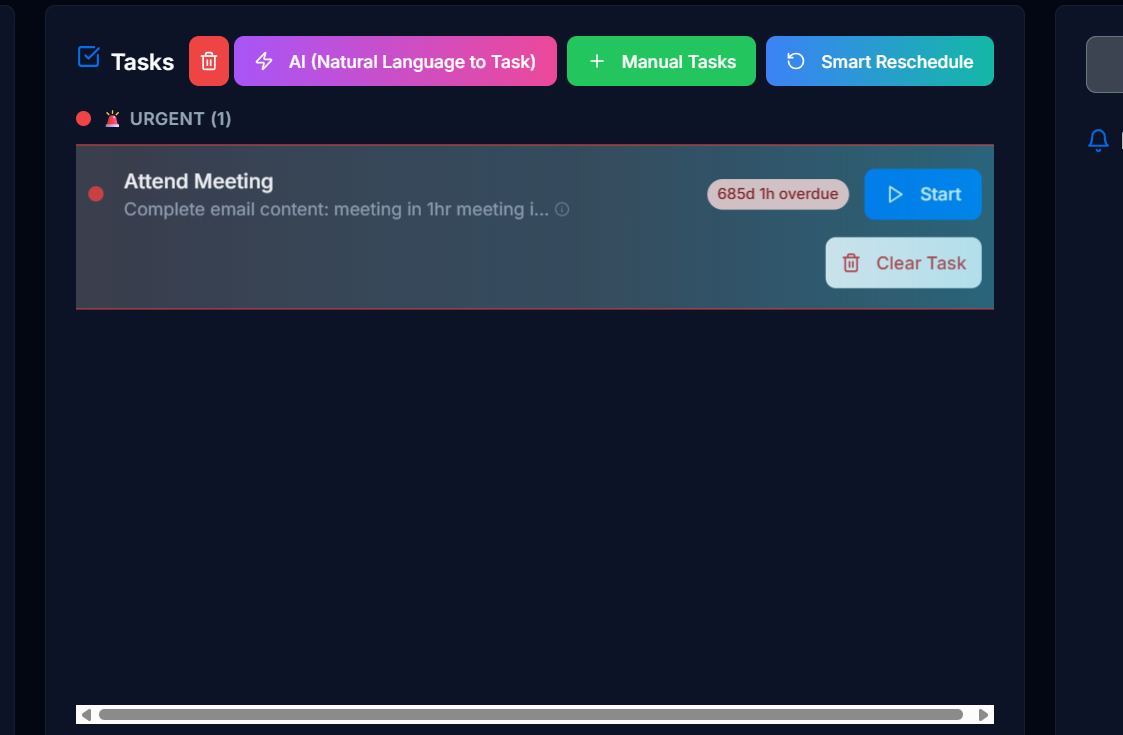 Tasks
AI (Natural Language to Task)
Manual Tasks
Smart Reschedule
URGENT (1)
Attend Meeting
Complete email content: meeting in 1hr meeting i...
685d 1h overdue
Start
Clear Task